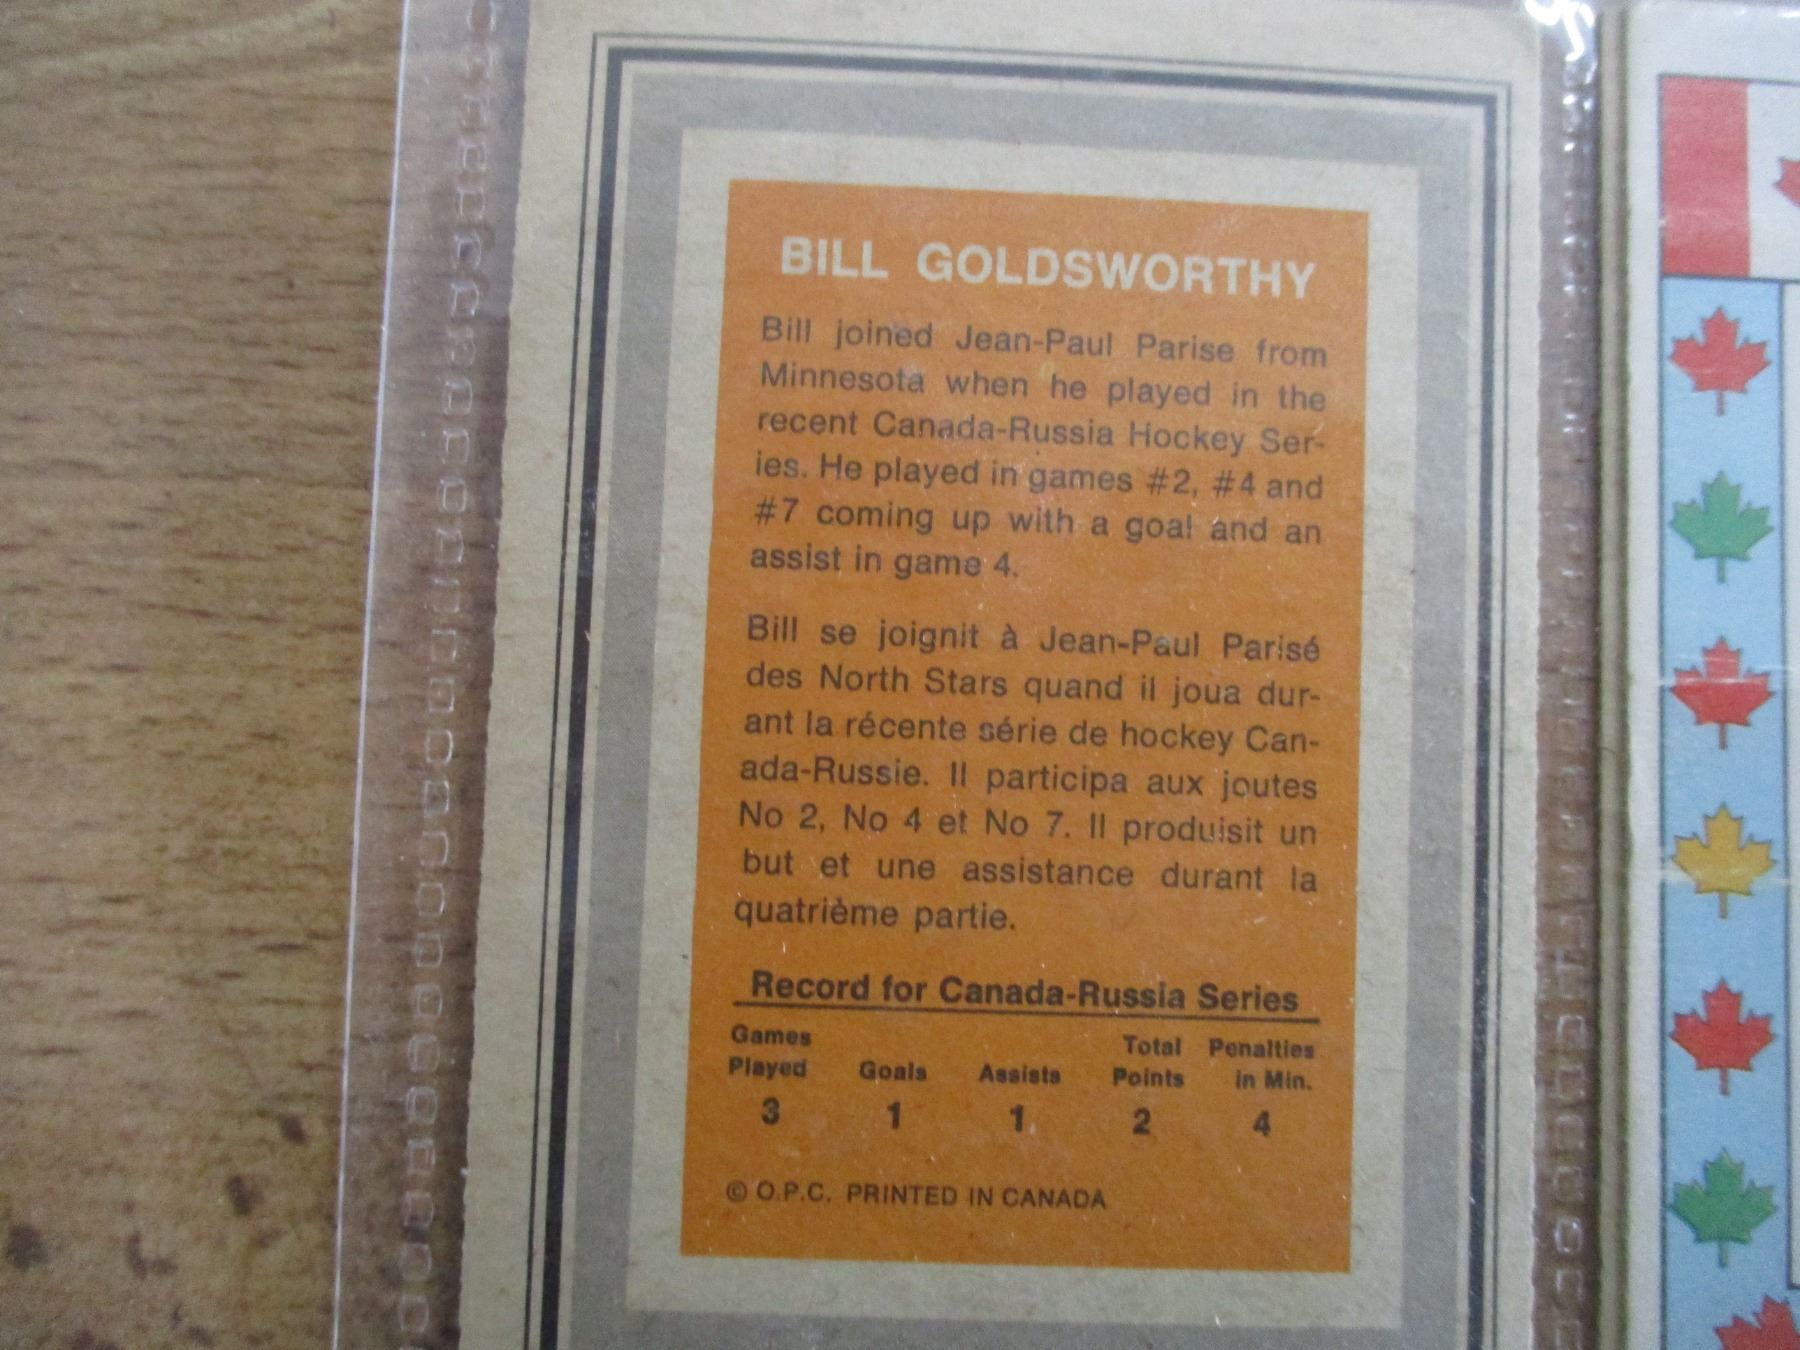 BILL GOLDSWORTHY
Bill joined Jean-Paul Parise from
Minnesota when he played in the
recent Canada-Russia Hockey Ser-
ies. He played in games #2, #4 and
#7 coming up with a goal and an
assist in game 4.
Bill se joignit à Jean-Paul Parisé
des North Stars quand il joua dur-
ant la récente série de hockey Can-
ada-Russie. Il participa aux joutes
No 2, No 4 et No 7. Il produisit un
but et une assistance durant la
quatrième partie.
Record for Canada-Russia Series
Games Played Goals Assists Total Points Penalties in Min.
3 1 1 2 4
© O.P.C. PRINTED IN CANADA